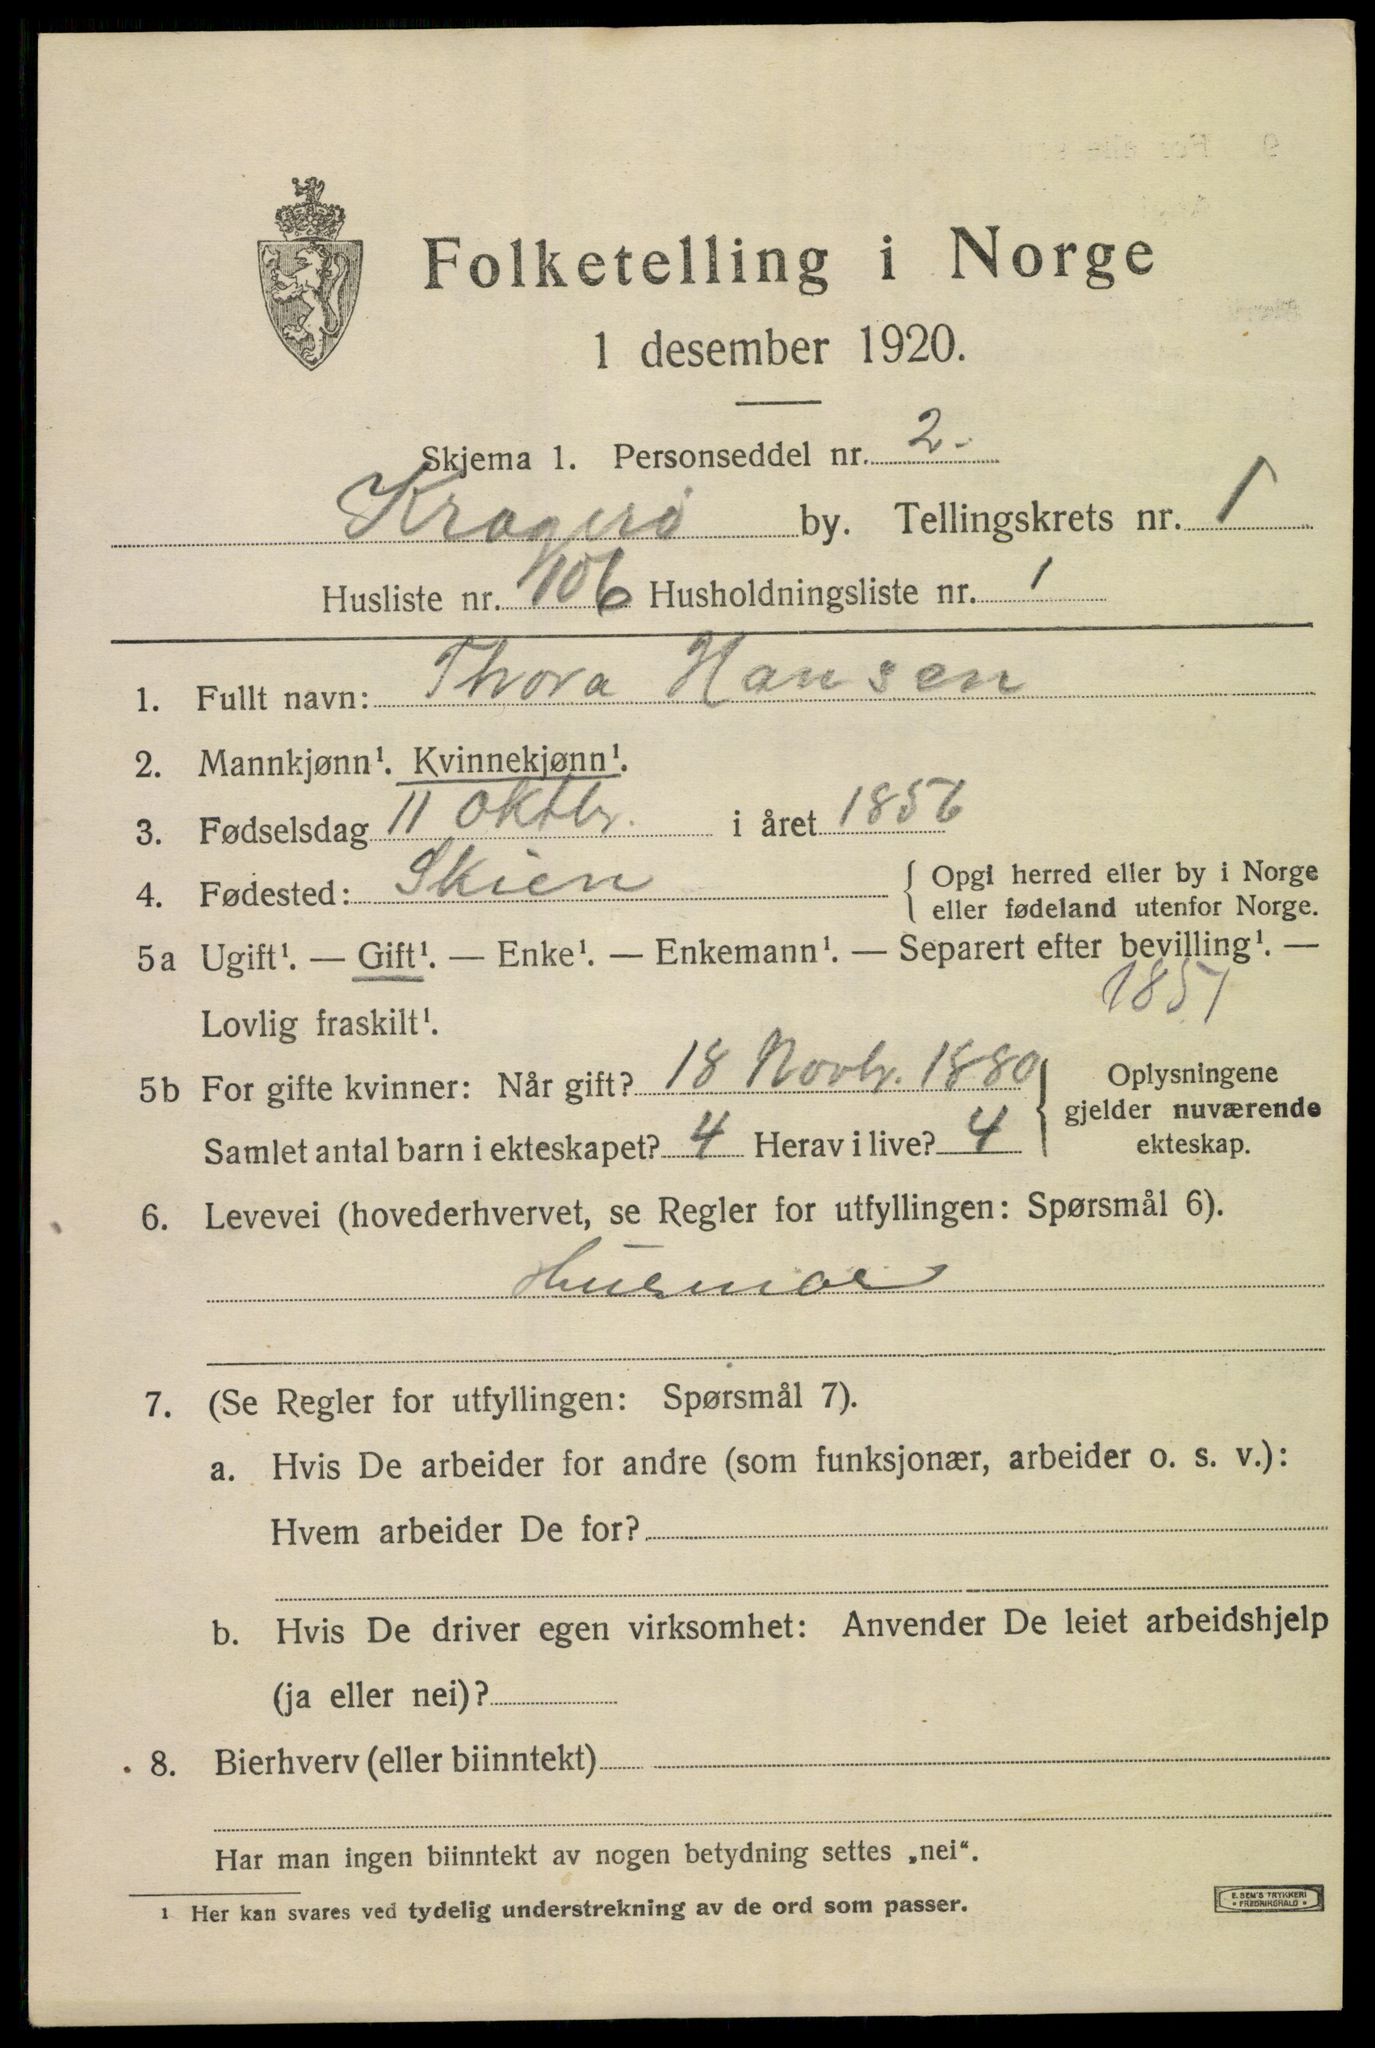 Folketelling i Norge
1 desember 1920.
Skjema 1. Personseddel nr. 2.
Kragerø by. Tellingskrets nr. 1
Husliste nr. 106 Husholdningsliste nr. 1
1. Fullt navn: Thora Hansen
2. Mannkjønn¹. Kvinnekjønn¹.
3. Fødselsdag 11 Oktbr. i året 1856
4. Fødested: Skien { Opgi herred eller by i Norge
eller fødeland utenfor Norge.
5a Ugift¹. — Gift¹. — Enke¹. — Enkemann¹. — Separert efter bevilling¹. —
1851
Lovlig fraskilt¹.
5b For gifte kvinner: Når gift? 18 Novbr. 1880 } Oplysningene
gjelder nuværende
Samlet antal barn i ekteskapet? 4 Herav i live? 4 ekteskap.
6. Levevei (hovederhvervet, se Regler for utfyllingen: Spørsmål 6).
Husmoe
7. (Se Regler for utfyllingen: Spørsmål 7).
a. Hvis De arbeider for andre (som funksjonær, arbeider o. s. v.):
Hvem arbeider De for?
b. Hvis De driver egen virksomhet: Anvender De leiet arbeidshjelp
(ja eller nei)?
8. Bierhverv (eller biinntekt)
Har man ingen biinntekt av nogen betydning settes „nei“.
1 Her kan svares ved tydelig understrekning av de ord som passer.
E. SEM'S TRYKKERI
• FREDRIKSHALD •